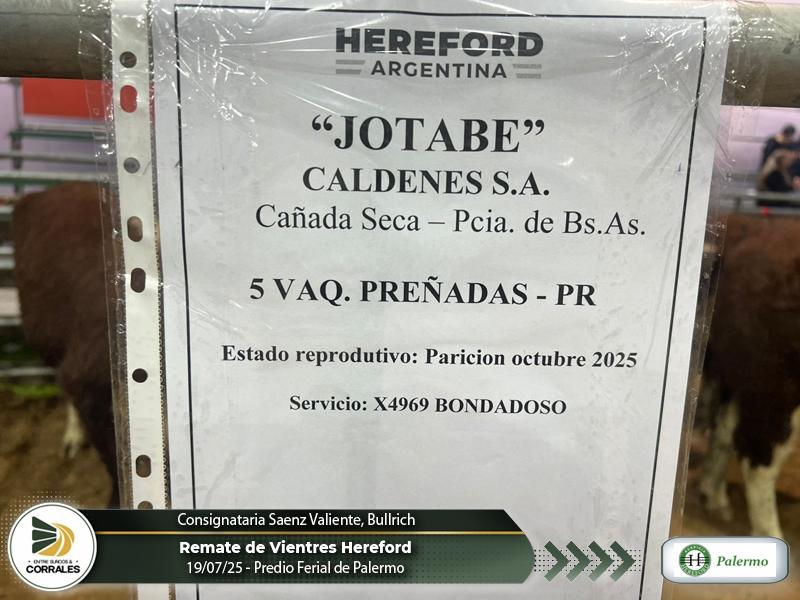 HEREFORD
ARGENTINA
“JOTABE”
CALDENES S.A.
Cañada Seca – Pcia. de Bs.As.
5 VAQ. PREÑADAS - PR
Estado reprodutivo: Paricion octubre 2025
Servicio: X4969 BONDADOSO
Consignataria Saenz Valiente, Bullrich
Remate de Vientres Hereford
19/07/25 - Predio Ferial de Palermo
ENTRE SURCOS &
CORRALES
H
Palermo